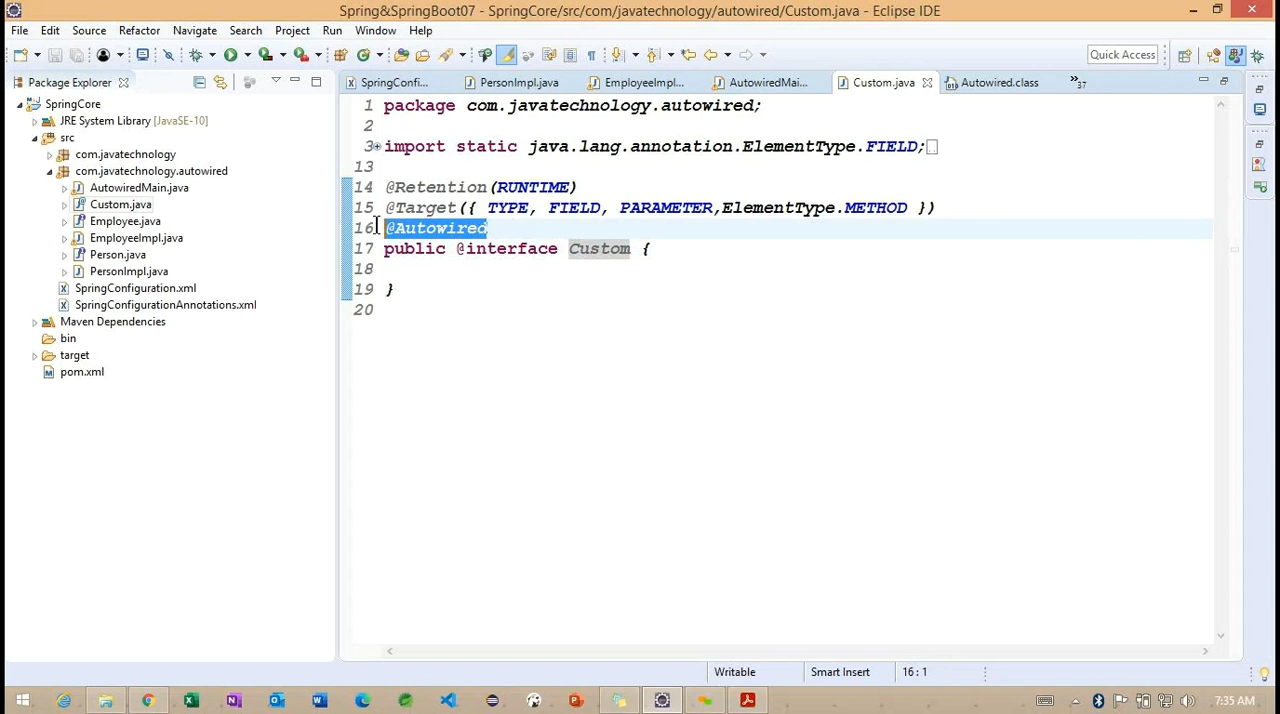 Spring&SpringBoot07 - SpringCore/src/com/javatechnology/autowired/Custom.java - Eclipse IDE
File Edit Source Refactor Navigate Search Project Run Window Help
Quick Access
Package Explorer
SpringConfi... PersonImpl.java EmployeeImpl... AutowiredMai... Custom.java Autowired.class »37
SpringCore
JRE System Library [JavaSE-10]
src
com.javatechnology
com.javatechnology.autowired
AutowiredMain.java
Custom.java
Employee.java
EmployeeImpl.java
Person.java
PersonImpl.java
SpringConfiguration.xml
SpringConfigurationAnnotations.xml
Maven Dependencies
bin
target
pom.xml
1 package com.javatechnology.autowired;
2
3 import static java.lang.annotation.ElementType.FIELD;
13
14 @Retention(RUNTIME)
15 @Target({ TYPE, FIELD, PARAMETER,ElementType.METHOD })
16 @Autowired
17 public @interface Custom {
18
19 }
20
Writable Smart Insert 16 : 1
7:35 AM